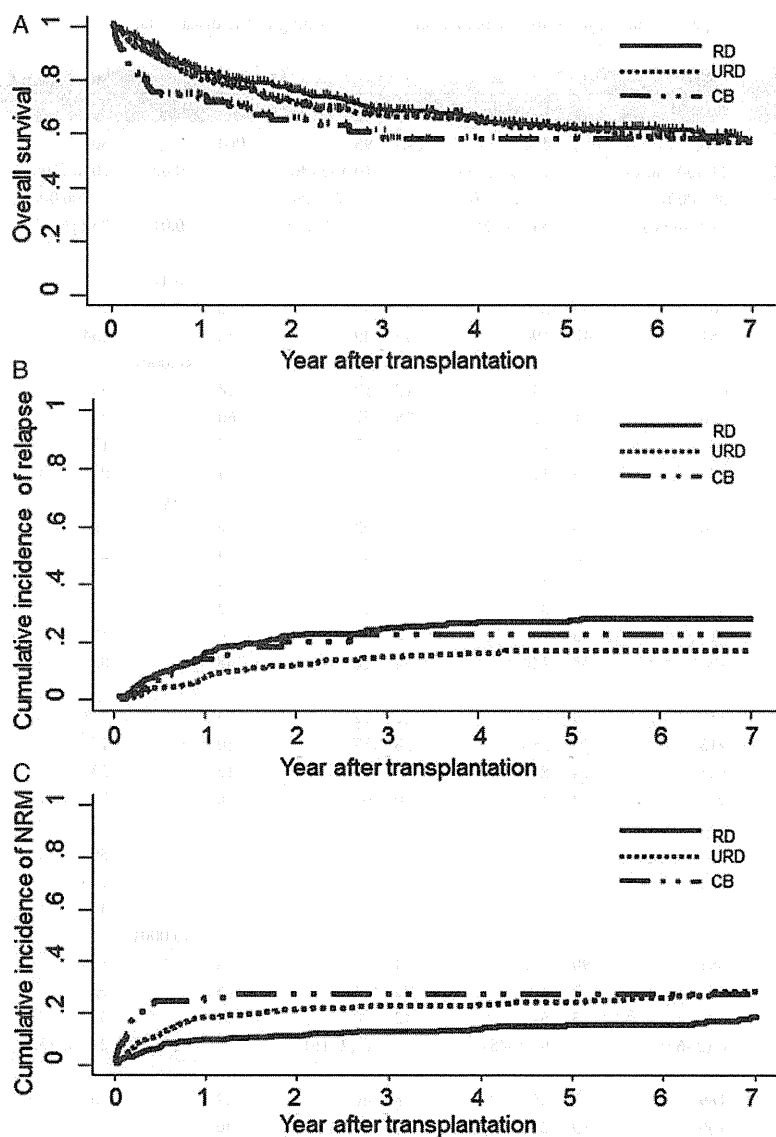 A
Overall survival
1
.8
.6
.4
.2
0
RD
URD
CB
0 1 2 3 4 5 6 7
Year after transplantation
B
Cumulative incidence of relapse
1
.8
.6
.4
.2
0
RD
URD
CB
0 1 2 3 4 5 6 7
Year after transplantation
C
Cumulative incidence of NRM
1
.8
.6
.4
.2
0
RD
URD
CB
0 1 2 3 4 5 6 7
Year after transplantation